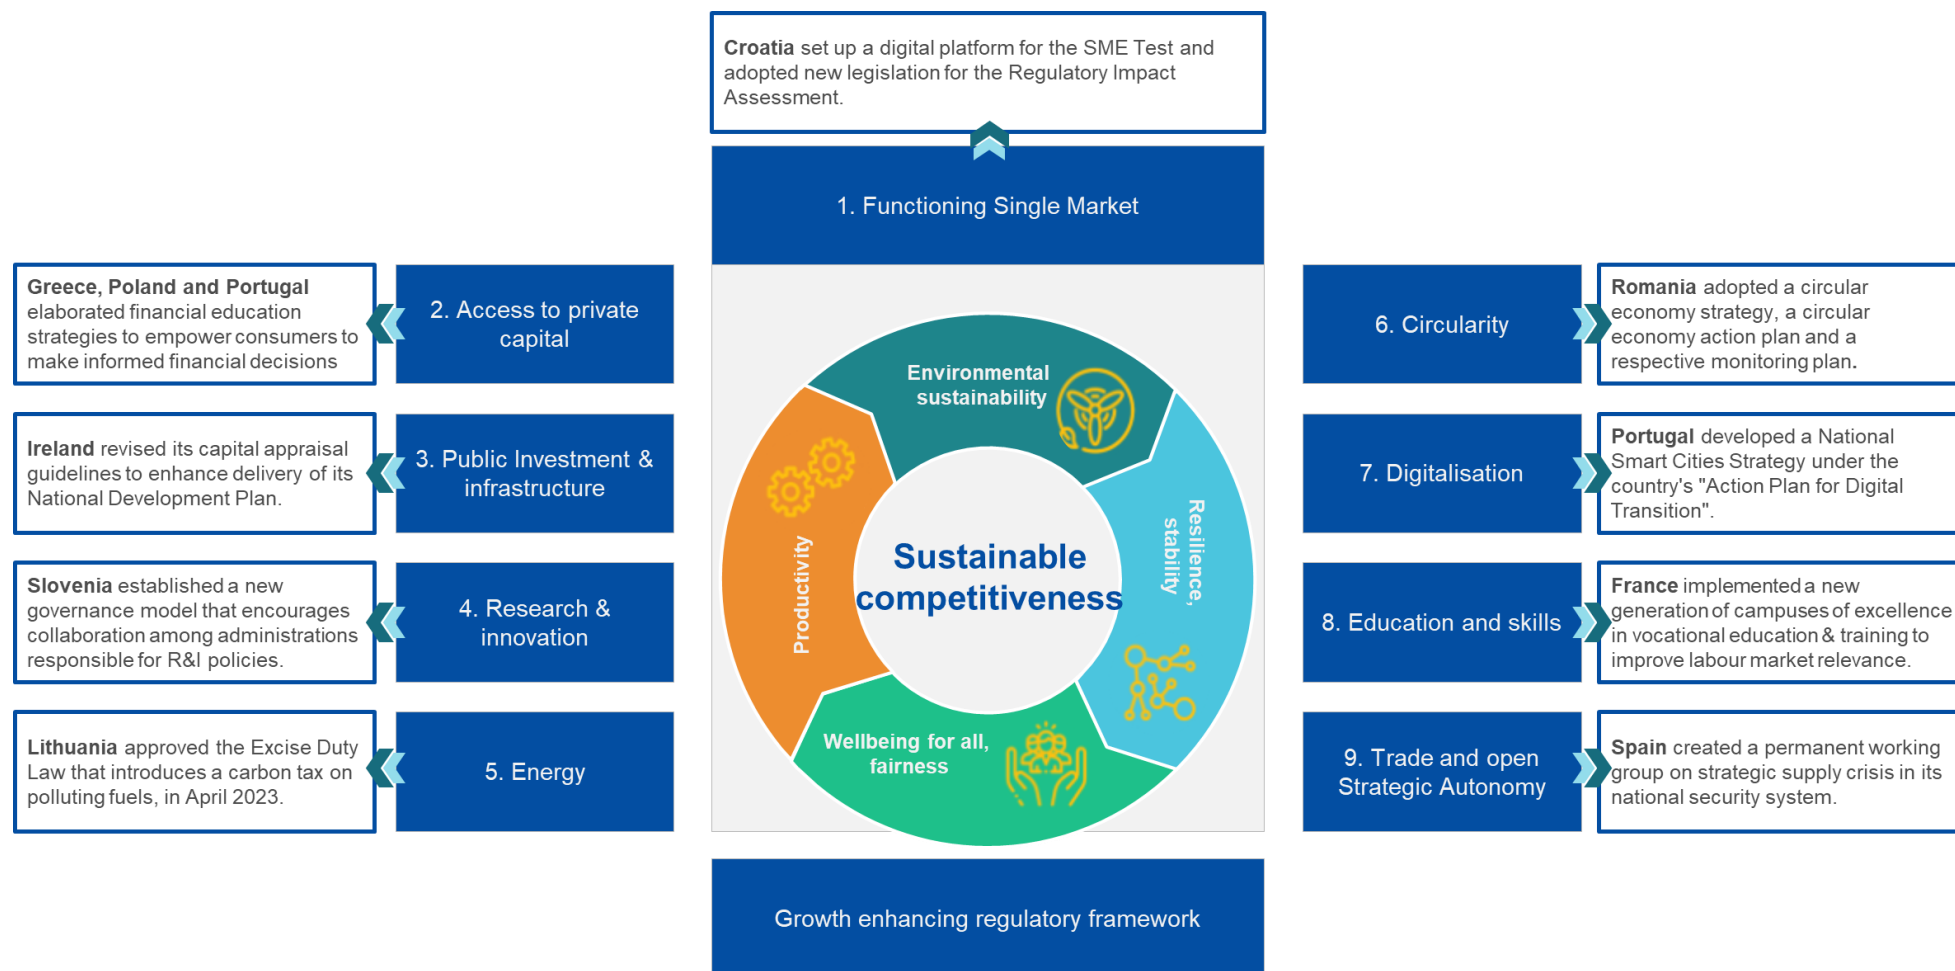 Croatia set up a digital platform for the SME Test and
adopted new legislation for the Regulatory Impact
Assessment.
1. Functioning Single Market
Greece, Poland and Portugal
elaborated financial education
strategies to empower consumers to
make informed financial decisions
2. Access to private
capital
Ireland revised its capital appraisal
guidelines to enhance delivery of its
National Development Plan.
3. Public Investment &
infrastructure
Slovenia established a new
governance model that encourages
collaboration among administrations
responsible for R&I policies.
4. Research &
innovation
Lithuania approved the Excise Duty
Law that introduces a carbon tax on
polluting fuels, in April 2023.
5. Energy
Environmental
sustainability
Resilience,
stability
Productivity
Sustainable
competitiveness
Wellbeing for all,
fairness
6. Circularity
Romania adopted a circular
economy strategy, a circular
economy action plan and a
respective monitoring plan.
7. Digitalisation
Portugal developed a National
Smart Cities Strategy under the
country's "Action Plan for Digital
Transition".
8. Education and skills
France implemented a new
generation of campuses of excellence
in vocational education & training to
improve labour market relevance.
9. Trade and open
Strategic Autonomy
Spain created a permanent working
group on strategic supply crisis in its
national security system.
Growth enhancing regulatory framework